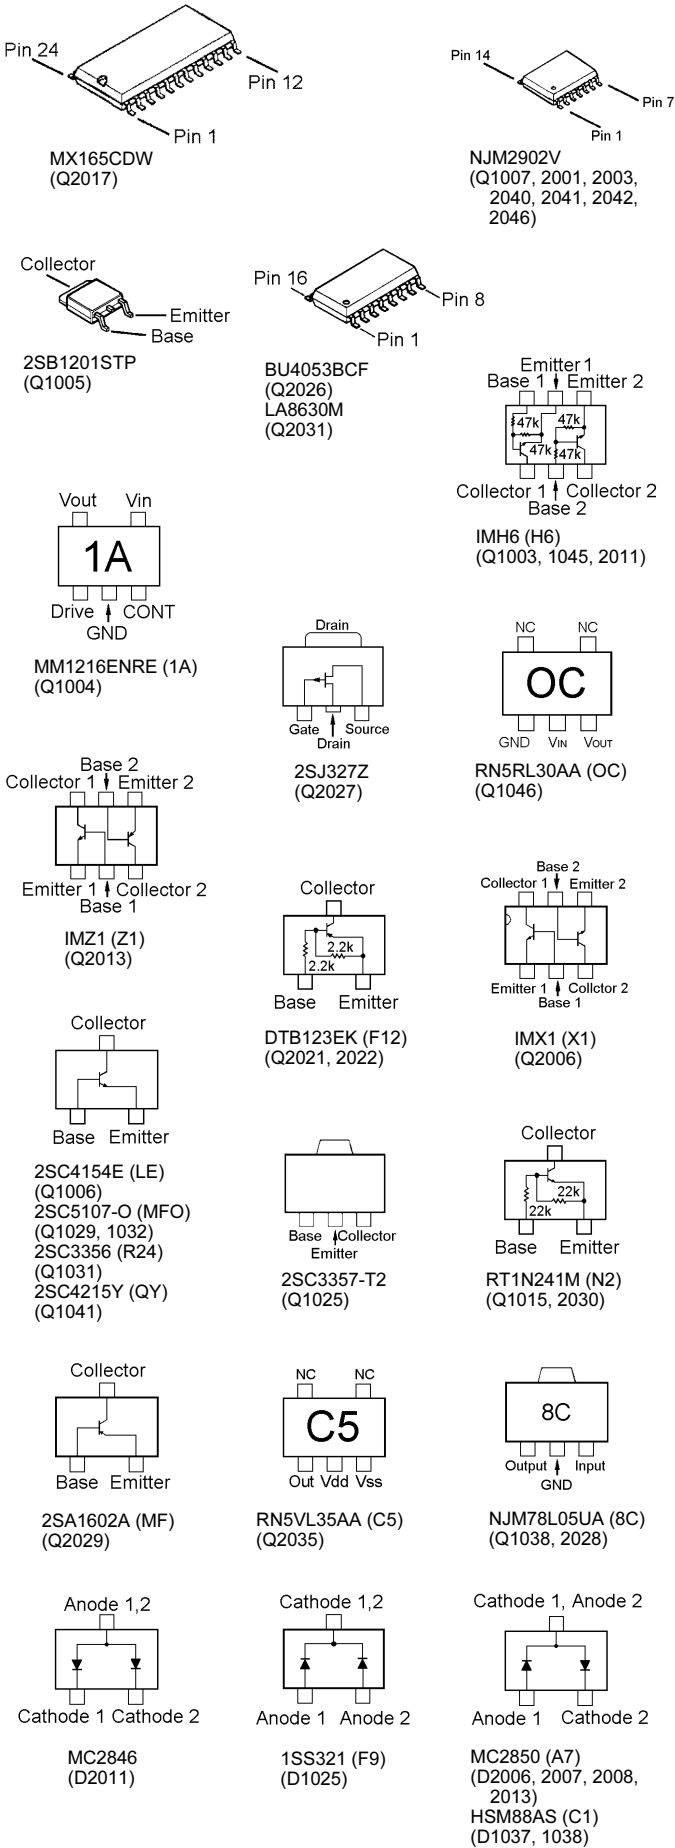 Pin 24
Pin 12
Pin 1
MX165CDW
(Q2017)
Pin 14
Pin 7
Pin 1
NJM2902V
(Q1007, 2001, 2003,
2040, 2041, 2042,
2046)
Collector
Emitter
Base
2SB1201STP
(Q1005)
Pin 16
Pin 8
Pin 1
BU4053BCF
(Q2026)
LA8630M
(Q2031)
Emitter 1
Base 1 Emitter 2
47k 47k
47k 47k
Collector 1 Collector 2
Base 2
IMH6 (H6)
(Q1003, 1045, 2011)
Vout Vin
1A
Drive CONT
GND
MM1216ENRE (1A)
(Q1004)
Drain
Gate Source
Drain
2SJ327Z
(Q2027)
NC NC
OC
GND VIN VOUT
RN5RL30AA (OC)
(Q1046)
Base 2
Collector 1 Emitter 2
Emitter 1 Collector 2
Base 1
IMZ1 (Z1)
(Q2013)
Collector
2.2k
2.2k
Base Emitter
DTB123EK (F12)
(Q2021, 2022)
Base 2
Collector 1 Emitter 2
Emitter 1 Collctor 2
Base 1
IMX1 (X1)
(Q2006)
Collector
Base Emitter
2SC4154E (LE)
(Q1006)
2SC5107-O (MFO)
(Q1029, 1032)
2SC3356 (R24)
(Q1031)
2SC4215Y (QY)
(Q1041)
Base Collector
Emitter
2SC3357-T2
(Q1025)
Collector
22k
22k
Base Emitter
RT1N241M (N2)
(Q1015, 2030)
Collector
Base Emitter
2SA1602A (MF)
(Q2029)
NC NC
C5
Out Vdd Vss
RN5VL35AA (C5)
(Q2035)
8C
Output Input
GND
NJM78L05UA (8C)
(Q1038, 2028)
Anode 1,2
Cathode 1 Cathode 2
MC2846
(D2011)
Cathode 1,2
Anode 1 Anode 2
1SS321 (F9)
(D1025)
Cathode 1, Anode 2
Anode 1 Cathode 2
MC2850 (A7)
(D2006, 2007, 2008,
2013)
HSM88AS (C1)
(D1037, 1038)